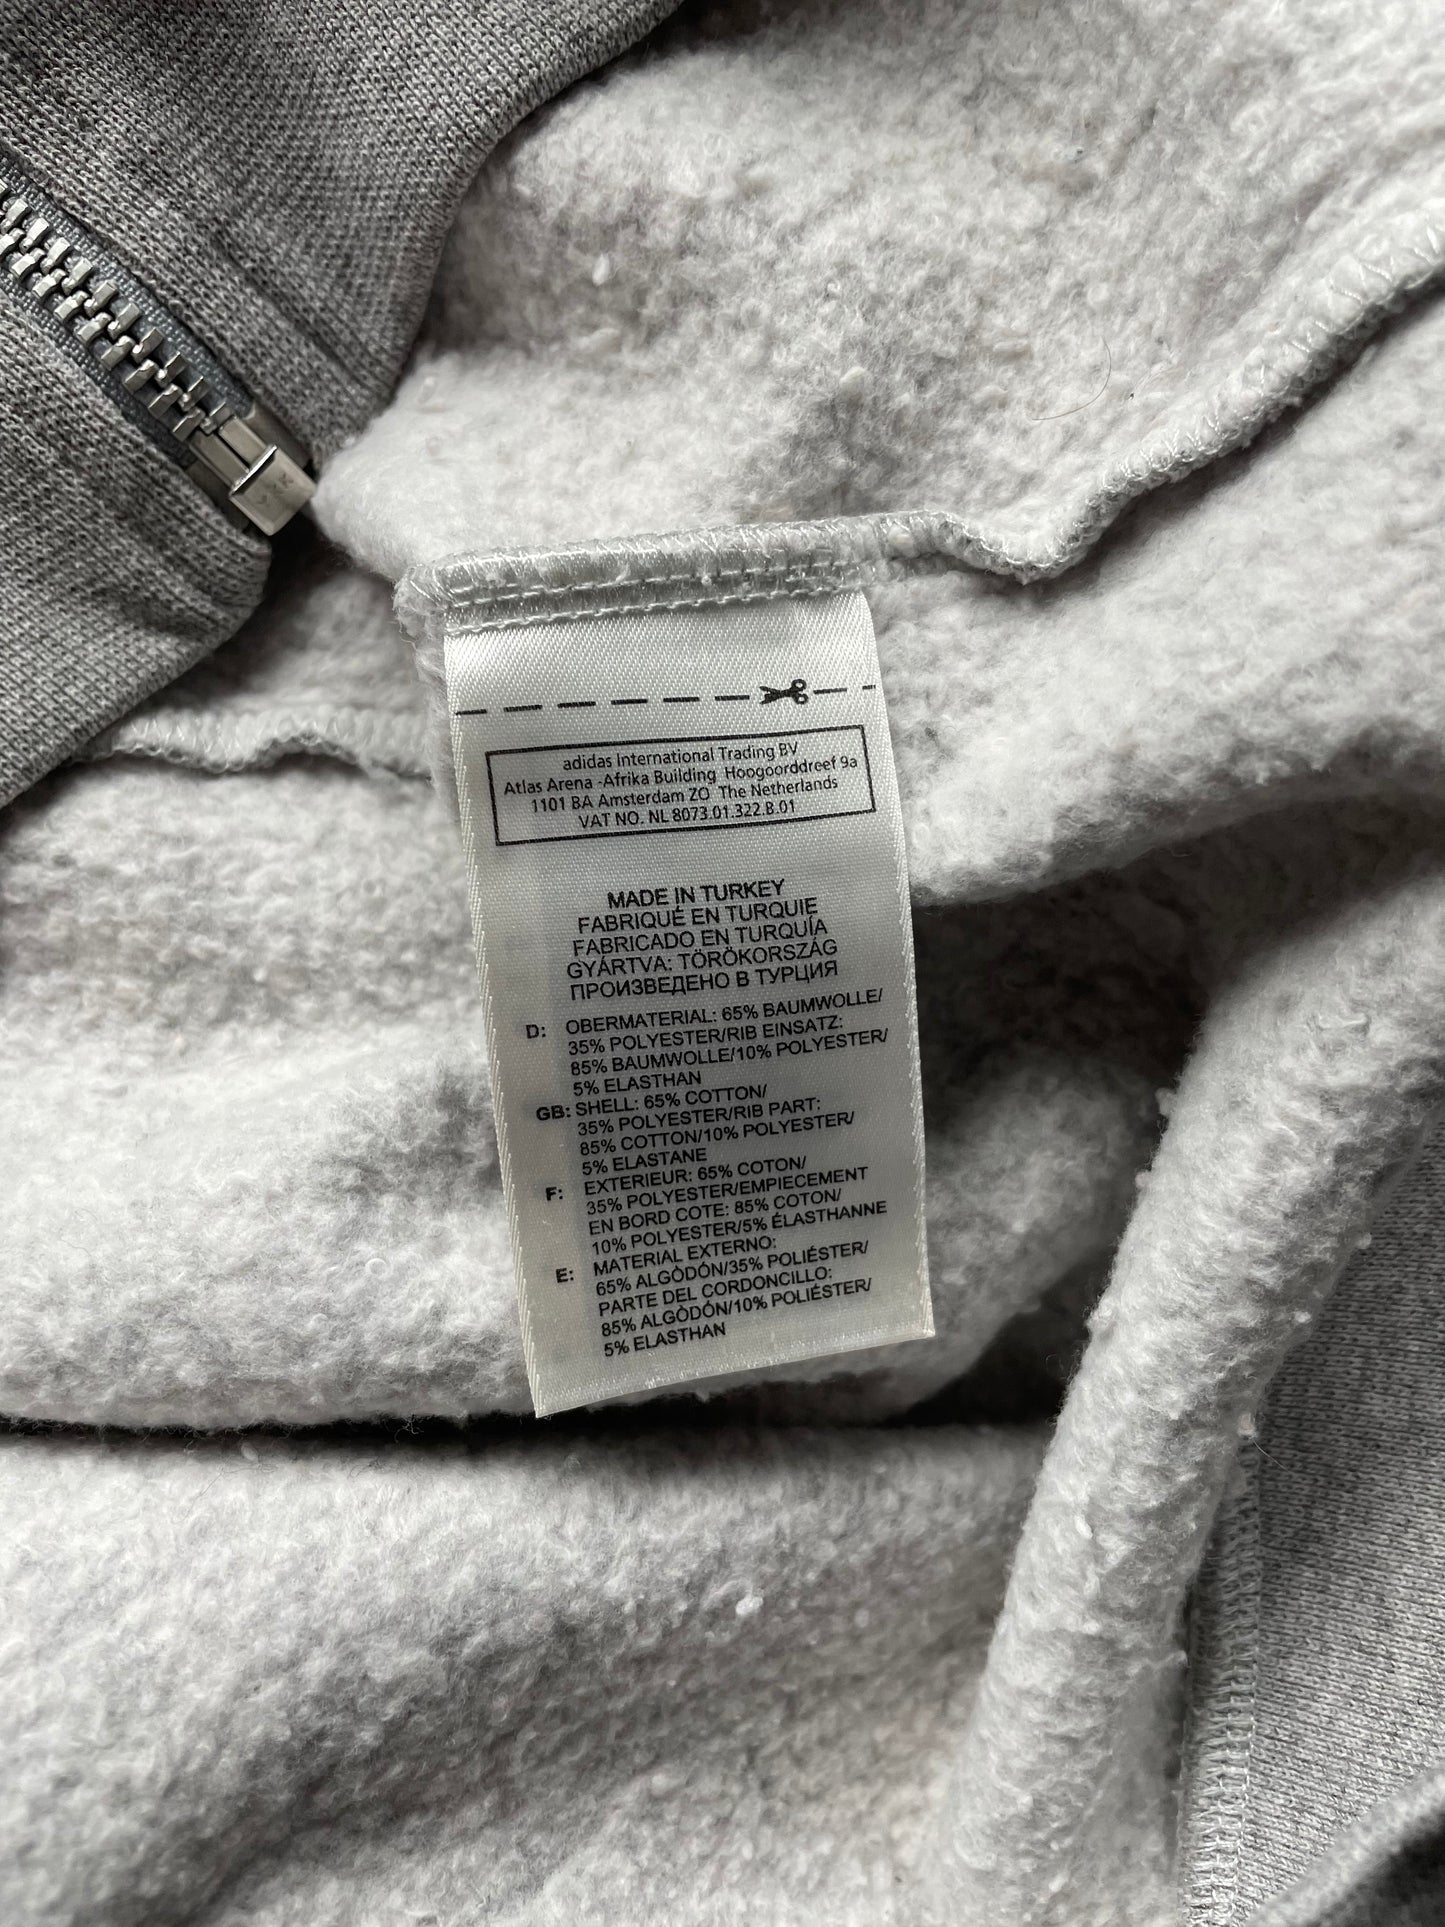 adidas International Trading BV
Atlas Arena -Afrika Building Hoogoorddreef 9a
1101 BA Amsterdam ZO The Netherlands
VAT NO. NL 8073.01.322.B.01
MADE IN TURKEY
FABRIQUÉ EN TURQUIE
FABRICADO EN TURQUÍA
GYÁRTVA: TÖRÖKORSZÁG
ПРОИЗВЕДЕНО В ТУРЦИЯ
D: OBERMATERIAL: 65% BAUMWOLLE/
35% POLYESTER/RIB EINSATZ:
85% BAUMWOLLE/10% POLYESTER/
5% ELASTHAN
GB: SHELL: 65% COTTON/
35% POLYESTER/RIB PART:
85% COTTON/10% POLYESTER/
5% ELASTANE
F: EXTERIEUR: 65% COTON/
35% POLYESTER/EMPIECEMENT
EN BORD COTE: 85% COTON/
10% POLYESTER/5% ÉLASTHANNE
E: MATERIAL EXTERNO:
65% ALGÒDÓN/35% POLIÉSTER/
PARTE DEL CORDONCILLO:
85% ALGÒDÓN/10% POLIÉSTER/
5% ELASTHAN